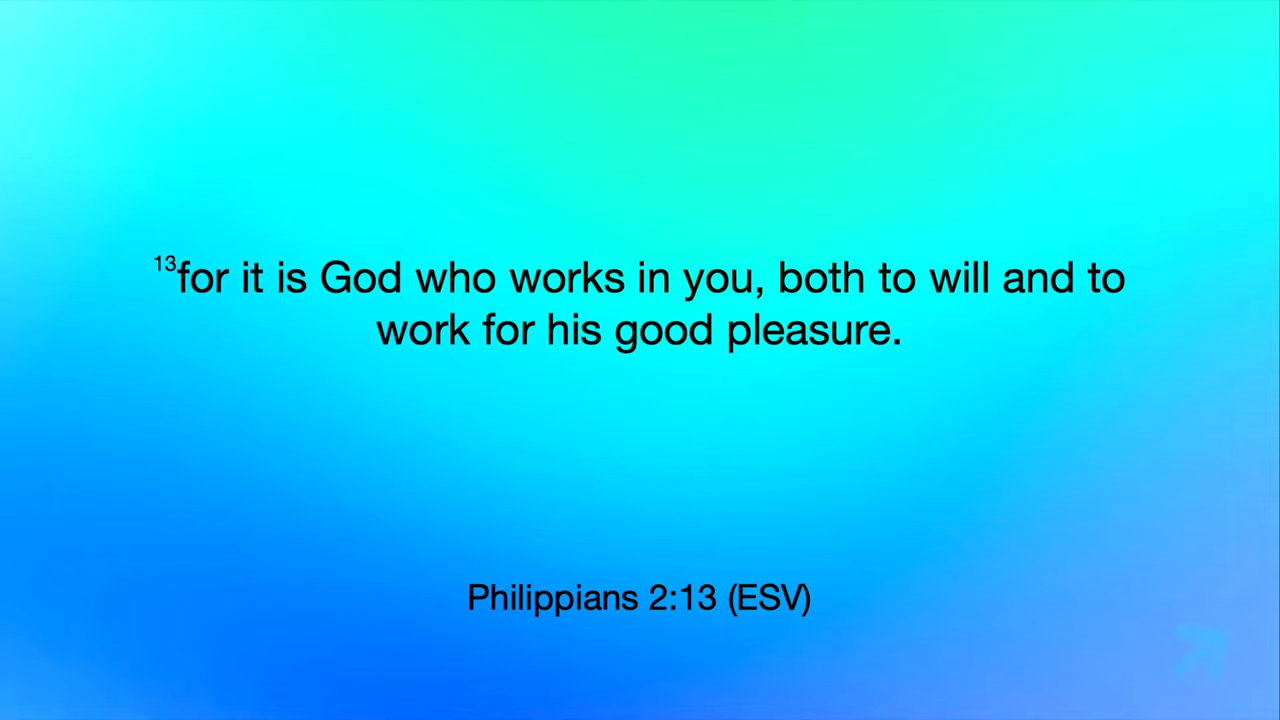 13for it is God who works in you, both to will and to
work for his good pleasure.
Philippians 2:13 (ESV)